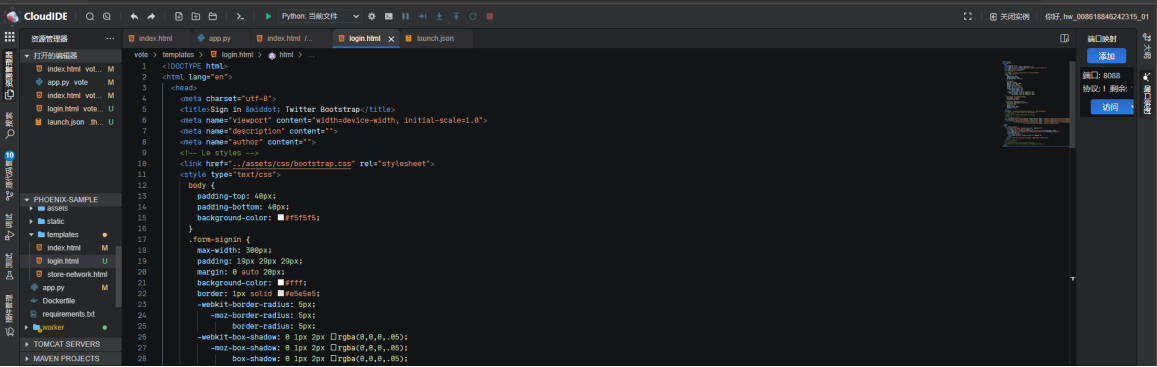 CloudIDE
Python: 当前文件
关闭实例
你好, hw_008618846242315_01
资源管理器
打开的编辑器
index.html vot... M
app.py vote M
index.html vot... M
login.html vote... U
launch.json .th... U
PHOENIX-SAMPLE
assets
static
templates
index.html M
login.html U
store-network.html
app.py M
Dockerfile
requirements.txt
worker
TOMCAT SERVERS
MAVEN PROJECTS
资源管理器
搜索
10
源代码管理
调试
测试
插件管理
index.html
app.py
index.html /...
login.html
launch.json
vote > templates > login.html > html > ...
1 <!DOCTYPE html>
2 <html lang="en">
3 <head>
4 <meta charset="utf-8">
5 <title>Sign in &middot; Twitter Bootstrap</title>
6 <meta name="viewport" content="width=device-width, initial-scale=1.0">
7 <meta name="description" content="">
8 <meta name="author" content="">
9 <!-- Le styles -->
10 <link href="../assets/css/bootstrap.css" rel="stylesheet">
11 <style type="text/css">
12 body {
13 padding-top: 40px;
14 padding-bottom: 40px;
15 background-color: #f5f5f5;
16 }
17 .form-signin {
18 max-width: 300px;
19 padding: 19px 29px 29px;
20 margin: 0 auto 20px;
21 background-color: #fff;
22 border: 1px solid #e5e5e5;
23 -webkit-border-radius: 5px;
24 -moz-border-radius: 5px;
25 border-radius: 5px;
26 -webkit-box-shadow: 0 1px 2px rgba(0,0,0,.05);
27 -moz-box-shadow: 0 1px 2px rgba(0,0,0,.05);
28 box-shadow: 0 1px 2px rgba(0,0,0,.05);
端口映射
添加
端口: 8088
协议: 剩余:
访问
大纲
端口映射